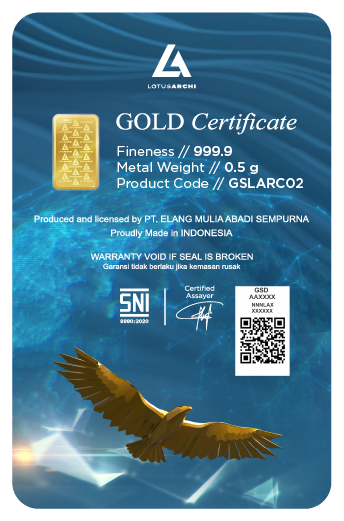 LOTUSARCHI
GOLD Certificate
Fineness // 999.9
Metal Weight // 0.5 g
Product Code // GSLARC02
Produced and licensed by PT. ELANG MULIA ABADI SEMPURNA
Proudly Made in INDONESIA
WARRANTY VOID IF SEAL IS BROKEN
Garansi tidak berlaku jika kemasan rusak
SNI
8880:2020
Certified
Assayer
GSD
AAXXXX
NNNLAX
XXXXXX